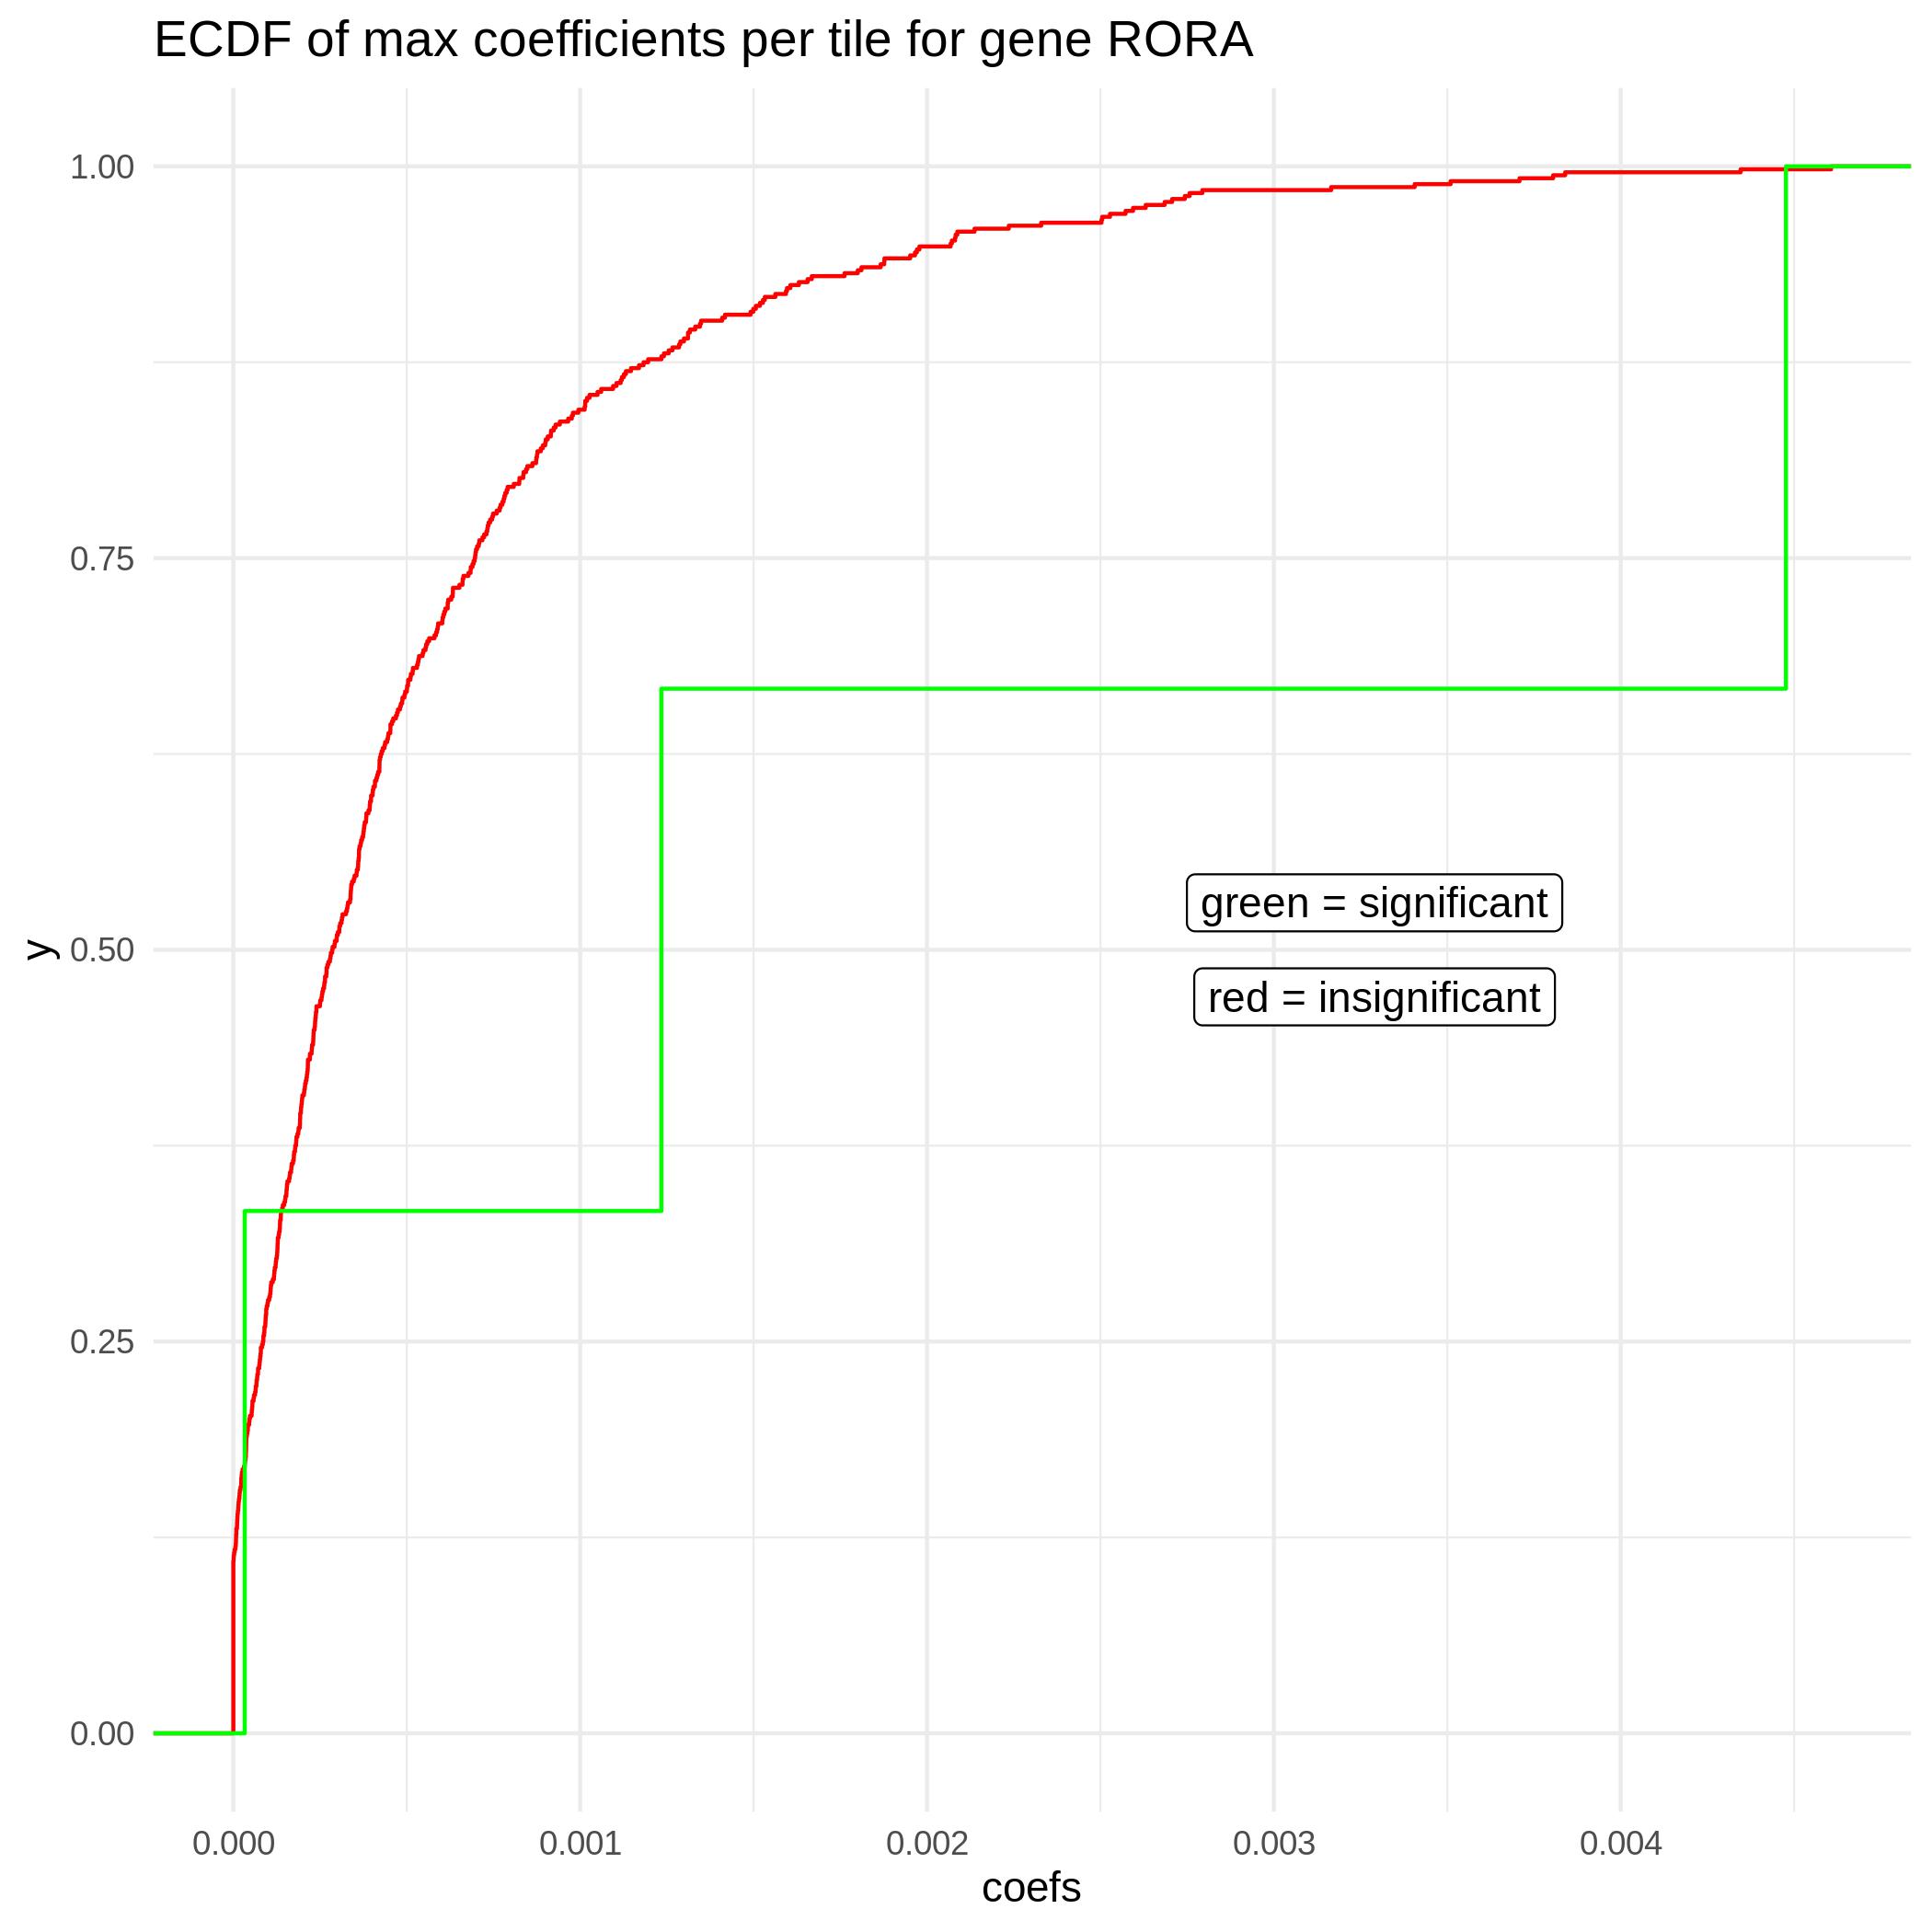 ECDF of max coefficients per tile for gene RORA
1.00
0.75
0.50
0.25
0.00
y
green = significant
red = insignificant
0.000 0.001 0.002 0.003 0.004
coefs